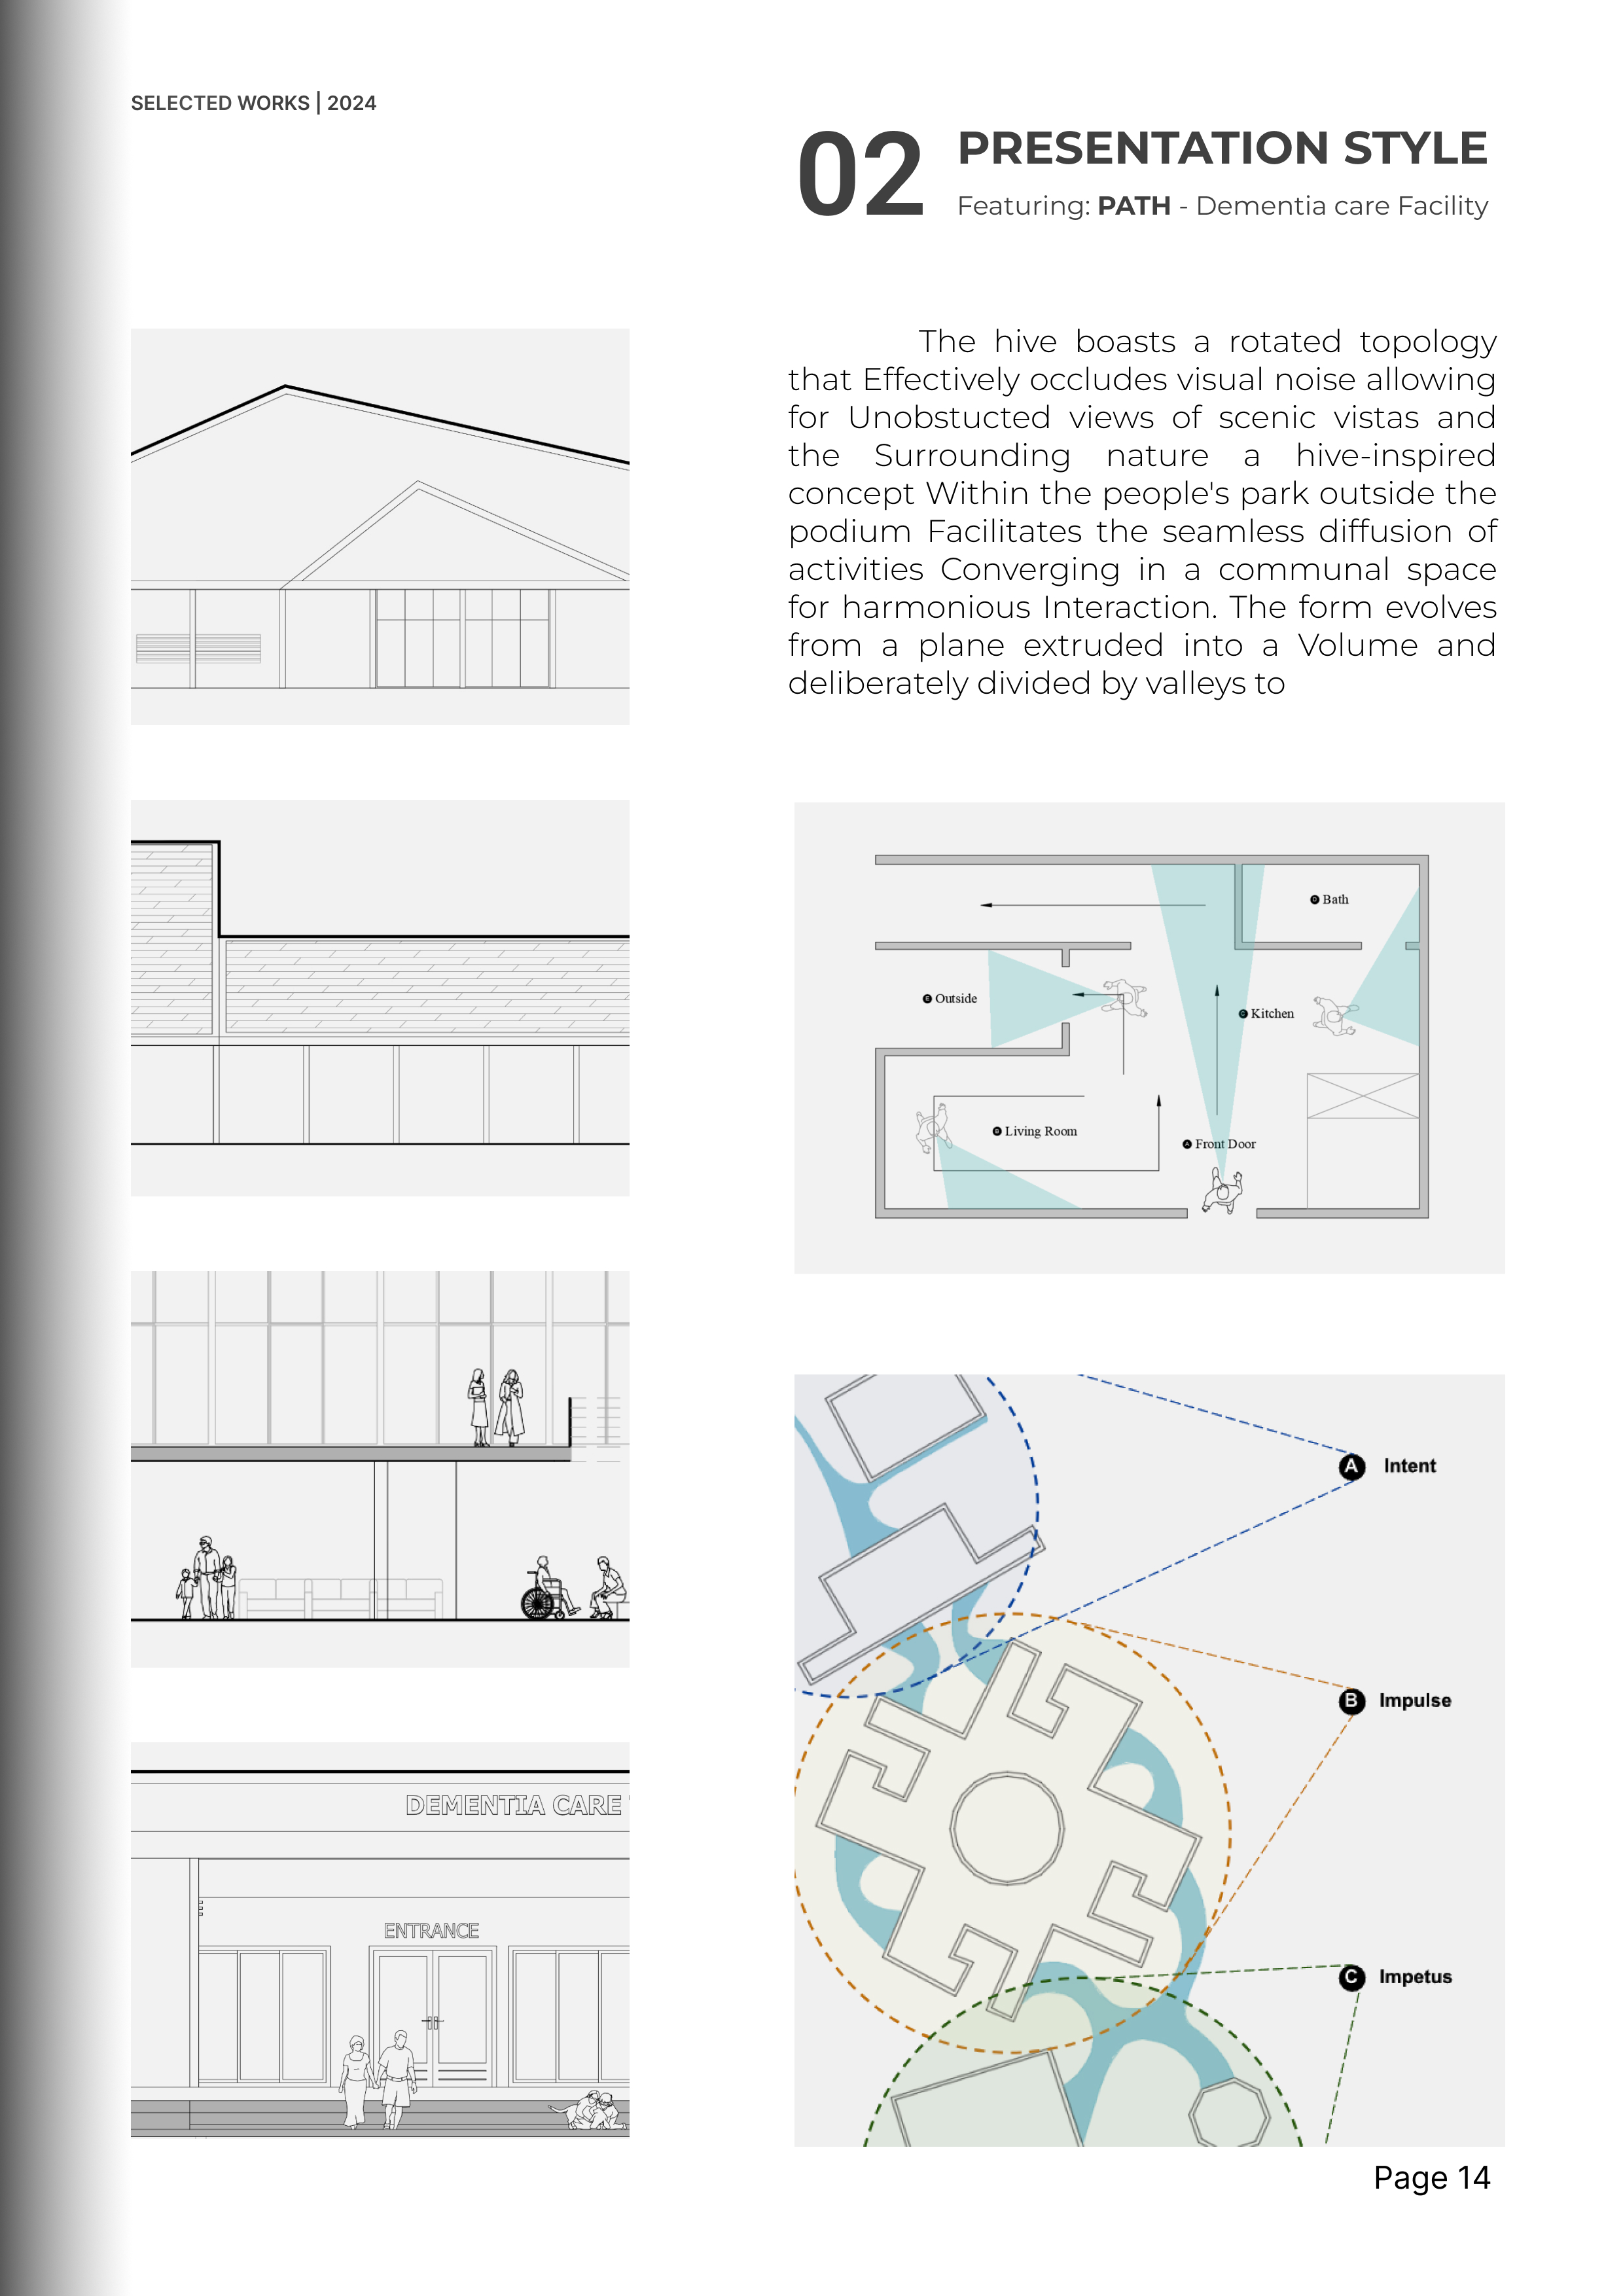 SELECTED WORKS | 2024
02
PRESENTATION STYLE
Featuring: PATH - Dementia care Facility
The hive boasts a rotated topology
that Effectively occludes visual noise allowing
for Unobstucted views of scenic vistas and
the Surrounding nature a hive-inspired
concept Within the people's park outside the
podium Facilitates the seamless diffusion of
activities Converging in a communal space
for harmonious Interaction. The form evolves
from a plane extruded into a Volume and
deliberately divided by valleys to
D Bath
E Outside
C Kitchen
B Living Room
A Front Door
A Intent
B Impulse
C Impetus
DEMENTIA CARE
ENTRANCE
Page 14